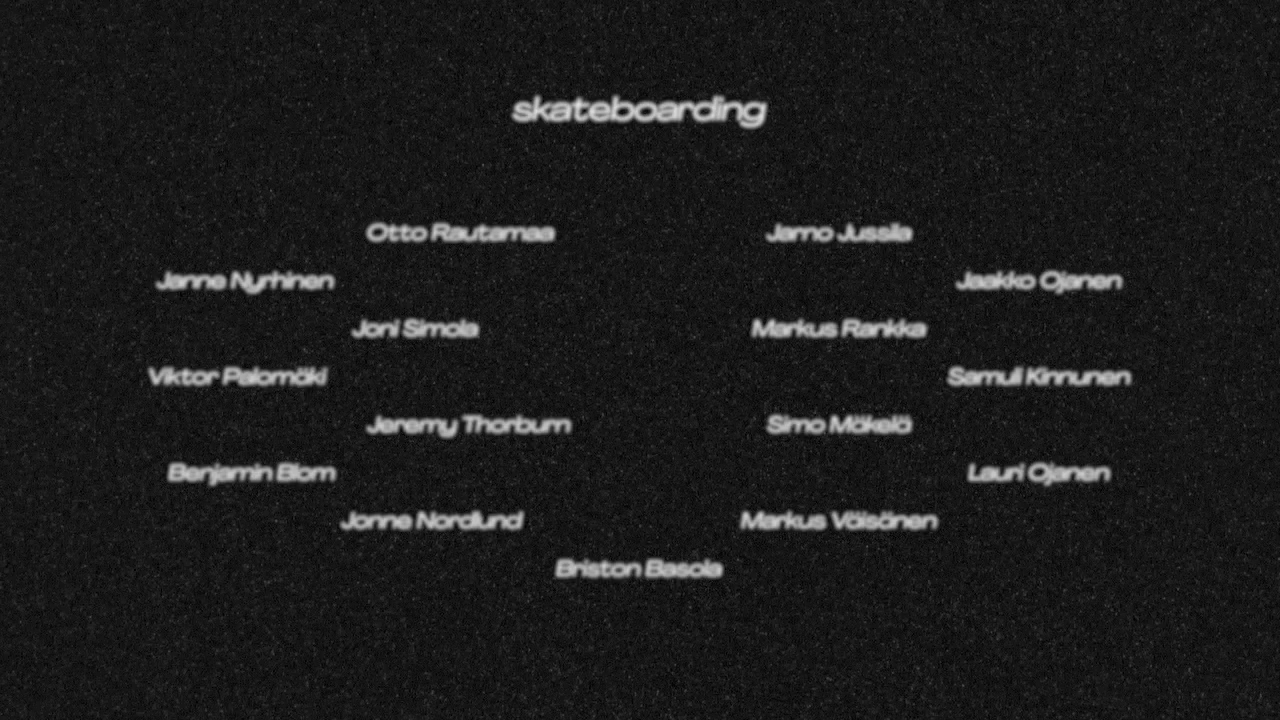 skateboarding
Otto Rautamaa
Jarno Jussila
Janne Nyrhinen
Jaakko Ojanen
Joni Simola
Markus Rankka
Viktor Palomäki
Samuli Kinnunen
Jeremy Thorburn
Simo Mäkelä
Benjamin Blom
Lauri Ojanen
Jonne Nordlund
Markus Väisänen
Briston Basola